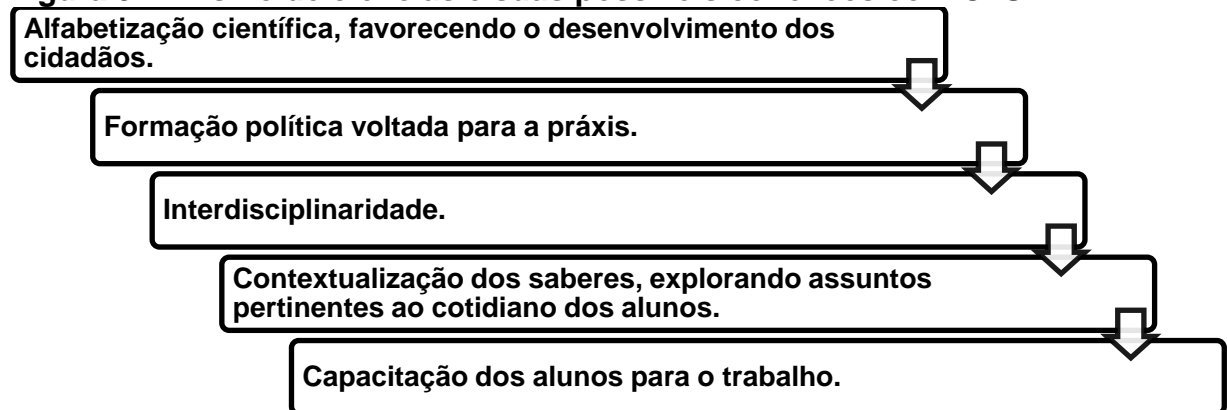 Alfabetização científica, favorecendo o desenvolvimento dos
cidadãos.
Formação política voltada para a práxis.
Interdisciplinaridade.
Contextualização dos saberes, explorando assuntos
pertinentes ao cotidiano dos alunos.
Capacitação dos alunos para o trabalho.